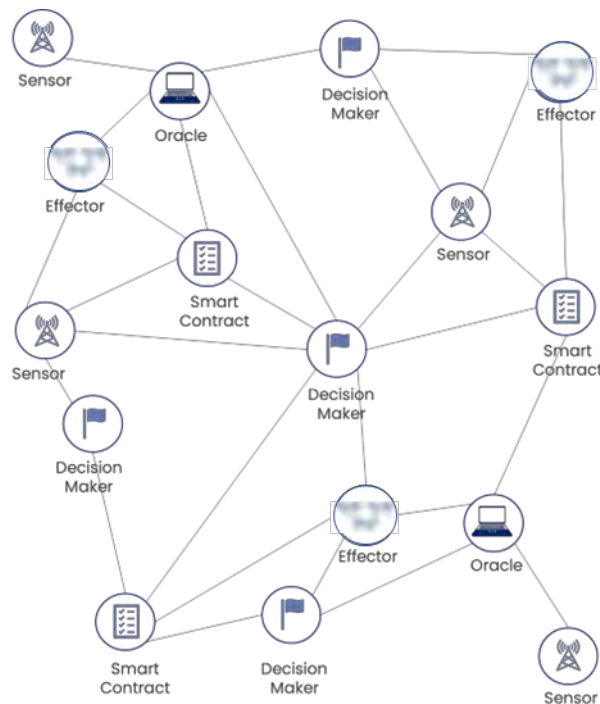 Sensor
Oracle
Decision
Maker
Effector
Effector
Sensor
Smart
Contract
Smart
Contract
Sensor
Decision
Maker
Decision
Maker
Effector
Oracle
Smart
Contract
Decision
Maker
Sensor